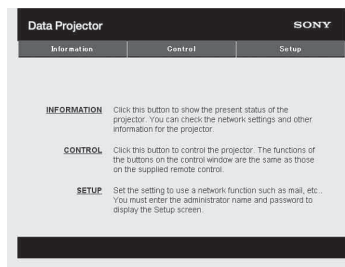 Data Projector SONY
Information Control Setup
INFORMATION Click this button to show the present status of the
projector. You can check the network settings and other
information for the projector.
CONTROL Click this button to control the projector. The functions of
the buttons on the control window are the same as those
on the supplied remote control.
SETUP Set the setting to use a network function such as mail, etc..
You must enter the administrator name and password to
display the Setup screen.